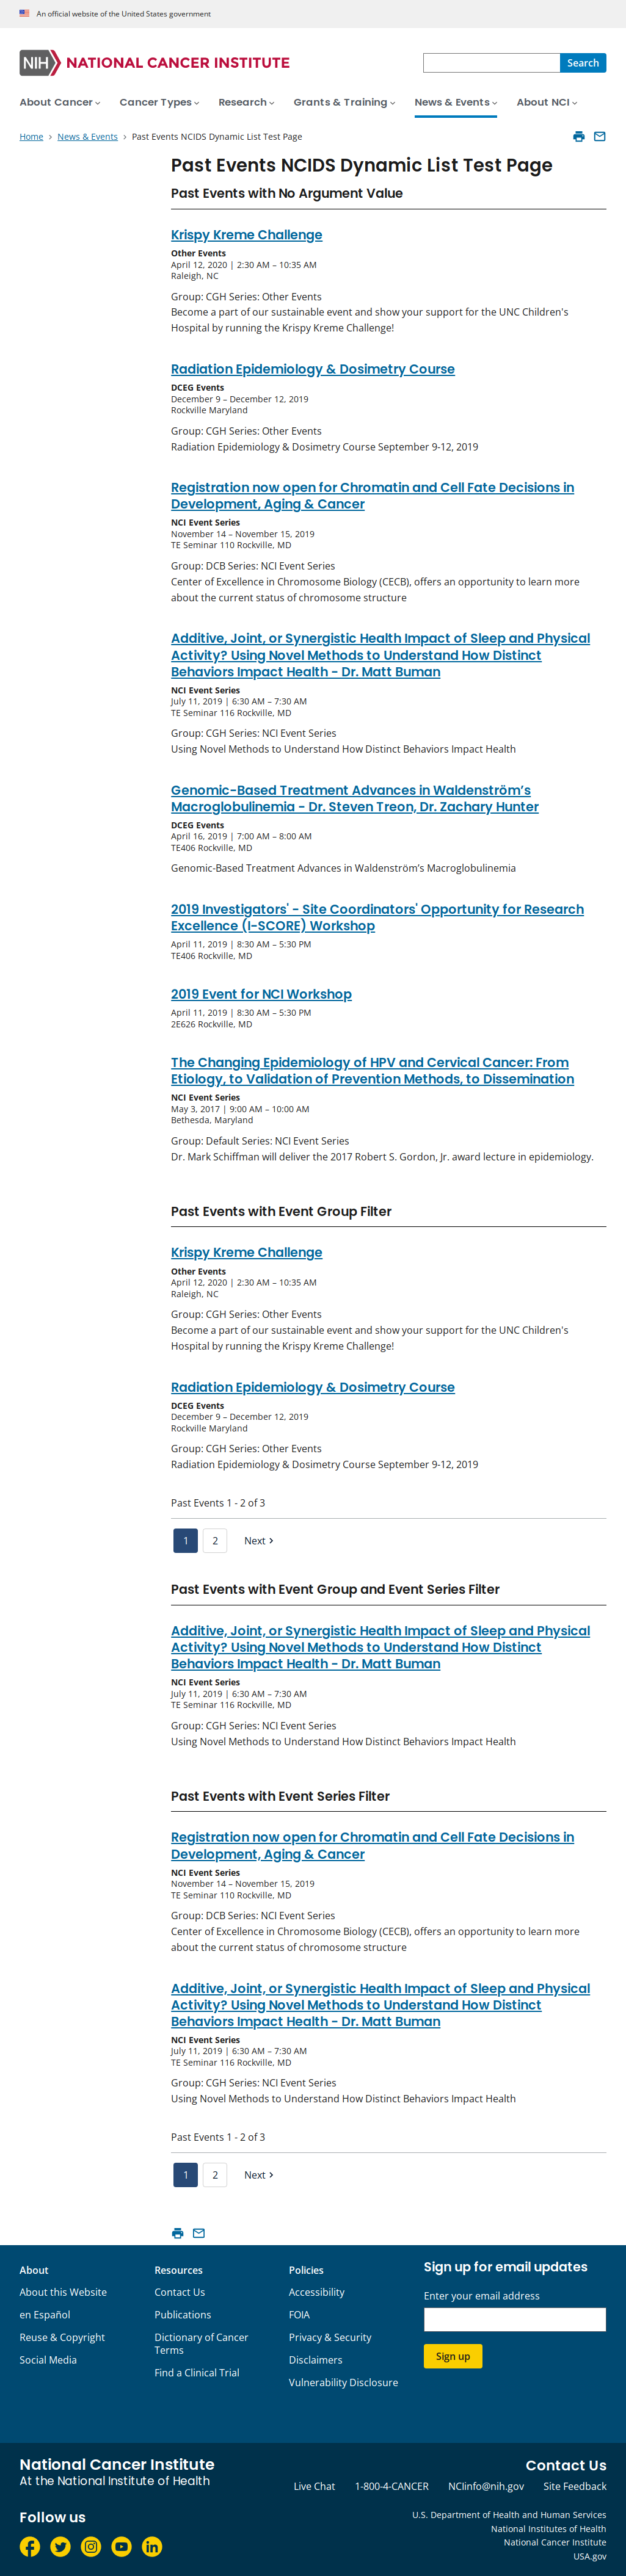 An official website of the United States government
NIH NATIONAL CANCER INSTITUTE
Search
About Cancer
Cancer Types
Research
Grants & Training
News & Events
About NCI
Home
News & Events
Past Events NCIDS Dynamic List Test Page
Past Events NCIDS Dynamic List Test Page
Past Events with No Argument Value
Krispy Kreme Challenge
Other Events
April 12, 2020 | 2:30 AM – 10:35 AM
Raleigh, NC
Group: CGH Series: Other Events
Become a part of our sustainable event and show your support for the UNC Children's
Hospital by running the Krispy Kreme Challenge!
Radiation Epidemiology & Dosimetry Course
DCEG Events
December 9 – December 12, 2019
Rockville Maryland
Group: CGH Series: Other Events
Radiation Epidemiology & Dosimetry Course September 9-12, 2019
Registration now open for Chromatin and Cell Fate Decisions in
Development, Aging & Cancer
NCI Event Series
November 14 – November 15, 2019
TE Seminar 110 Rockville, MD
Group: DCB Series: NCI Event Series
Center of Excellence in Chromosome Biology (CECB), offers an opportunity to learn more
about the current status of chromosome structure
Additive, Joint, or Synergistic Health Impact of Sleep and Physical
Activity? Using Novel Methods to Understand How Distinct
Behaviors Impact Health - Dr. Matt Buman
NCI Event Series
July 11, 2019 | 6:30 AM – 7:30 AM
TE Seminar 116 Rockville, MD
Group: CGH Series: NCI Event Series
Using Novel Methods to Understand How Distinct Behaviors Impact Health
Genomic-Based Treatment Advances in Waldenström’s
Macroglobulinemia - Dr. Steven Treon, Dr. Zachary Hunter
DCEG Events
April 16, 2019 | 7:00 AM – 8:00 AM
TE406 Rockville, MD
Genomic-Based Treatment Advances in Waldenström’s Macroglobulinemia
2019 Investigators' - Site Coordinators' Opportunity for Research
Excellence (I-SCORE) Workshop
April 11, 2019 | 8:30 AM – 5:30 PM
TE406 Rockville, MD
2019 Event for NCI Workshop
April 11, 2019 | 8:30 AM – 5:30 PM
2E626 Rockville, MD
The Changing Epidemiology of HPV and Cervical Cancer: From
Etiology, to Validation of Prevention Methods, to Dissemination
NCI Event Series
May 3, 2017 | 9:00 AM – 10:00 AM
Bethesda, Maryland
Group: Default Series: NCI Event Series
Dr. Mark Schiffman will deliver the 2017 Robert S. Gordon, Jr. award lecture in epidemiology.
Past Events with Event Group Filter
Krispy Kreme Challenge
Other Events
April 12, 2020 | 2:30 AM – 10:35 AM
Raleigh, NC
Group: CGH Series: Other Events
Become a part of our sustainable event and show your support for the UNC Children's
Hospital by running the Krispy Kreme Challenge!
Radiation Epidemiology & Dosimetry Course
DCEG Events
December 9 – December 12, 2019
Rockville Maryland
Group: CGH Series: Other Events
Radiation Epidemiology & Dosimetry Course September 9-12, 2019
Past Events 1 - 2 of 3
1 2 Next
Past Events with Event Group and Event Series Filter
Additive, Joint, or Synergistic Health Impact of Sleep and Physical
Activity? Using Novel Methods to Understand How Distinct
Behaviors Impact Health - Dr. Matt Buman
NCI Event Series
July 11, 2019 | 6:30 AM – 7:30 AM
TE Seminar 116 Rockville, MD
Group: CGH Series: NCI Event Series
Using Novel Methods to Understand How Distinct Behaviors Impact Health
Past Events with Event Series Filter
Registration now open for Chromatin and Cell Fate Decisions in
Development, Aging & Cancer
NCI Event Series
November 14 – November 15, 2019
TE Seminar 110 Rockville, MD
Group: DCB Series: NCI Event Series
Center of Excellence in Chromosome Biology (CECB), offers an opportunity to learn more
about the current status of chromosome structure
Additive, Joint, or Synergistic Health Impact of Sleep and Physical
Activity? Using Novel Methods to Understand How Distinct
Behaviors Impact Health - Dr. Matt Buman
NCI Event Series
July 11, 2019 | 6:30 AM – 7:30 AM
TE Seminar 116 Rockville, MD
Group: CGH Series: NCI Event Series
Using Novel Methods to Understand How Distinct Behaviors Impact Health
Past Events 1 - 2 of 3
1 2 Next
About
About this Website
en Español
Reuse & Copyright
Social Media
Resources
Contact Us
Publications
Dictionary of Cancer
Terms
Find a Clinical Trial
Policies
Accessibility
FOIA
Privacy & Security
Disclaimers
Vulnerability Disclosure
Sign up for email updates
Enter your email address
Sign up
National Cancer Institute
At the National Institute of Health
Follow us
Contact Us
Live Chat
1-800-4-CANCER
NCIinfo@nih.gov
Site Feedback
U.S. Department of Health and Human Services
National Institutes of Health
National Cancer Institute
USA.gov